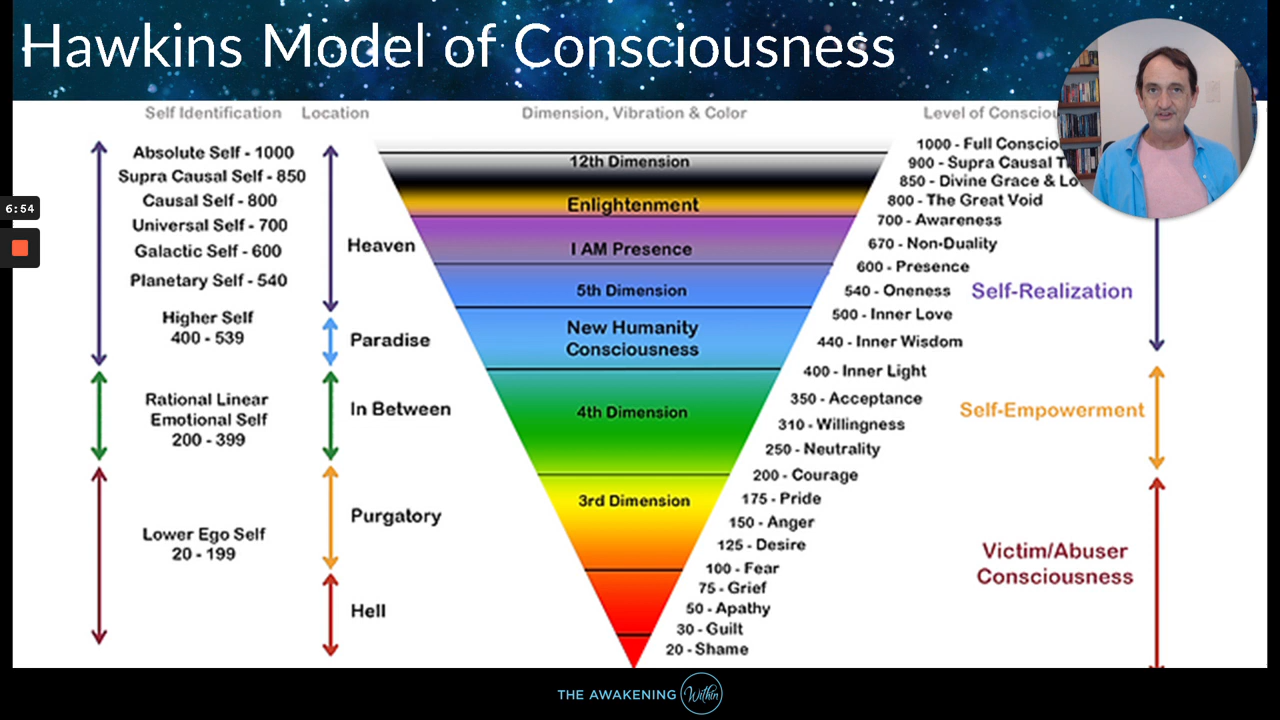 Hawkins Model of Consciousness
Self Identification
Location
Dimension, Vibration & Color
Level of
6:54
Absolute Self - 1000
Supra Causal Self - 850
Causal Self - 800
Universal Self - 700
Galactic Self - 600
Planetary Self - 540
Higher Self
400 - 539
Rational Linear
Emotional Self
200 - 399
Lower Ego Self
20 - 199
Heaven
Paradise
In Between
Purgatory
Hell
12th Dimension
Enlightenment
I AM Presence
5th Dimension
New Humanity
Consciousness
4th Dimension
3rd Dimension
1000 - Full
900 - Supra Causal
850 - Divine Grace &
800 - The Great Void
700 - Awareness
670 - Non-Duality
600 - Presence
540 - Oneness
500 - Inner Love
440 - Inner Wisdom
400 - Inner Light
350 - Acceptance
310 - Willingness
250 - Neutrality
200 - Courage
175 - Pride
150 - Anger
125 - Desire
100 - Fear
75 - Grief
50 - Apathy
30 - Guilt
20 - Shame
Self-Realization
Self-Empowerment
Victim/Abuser
Consciousness
THE AWAKENING Within